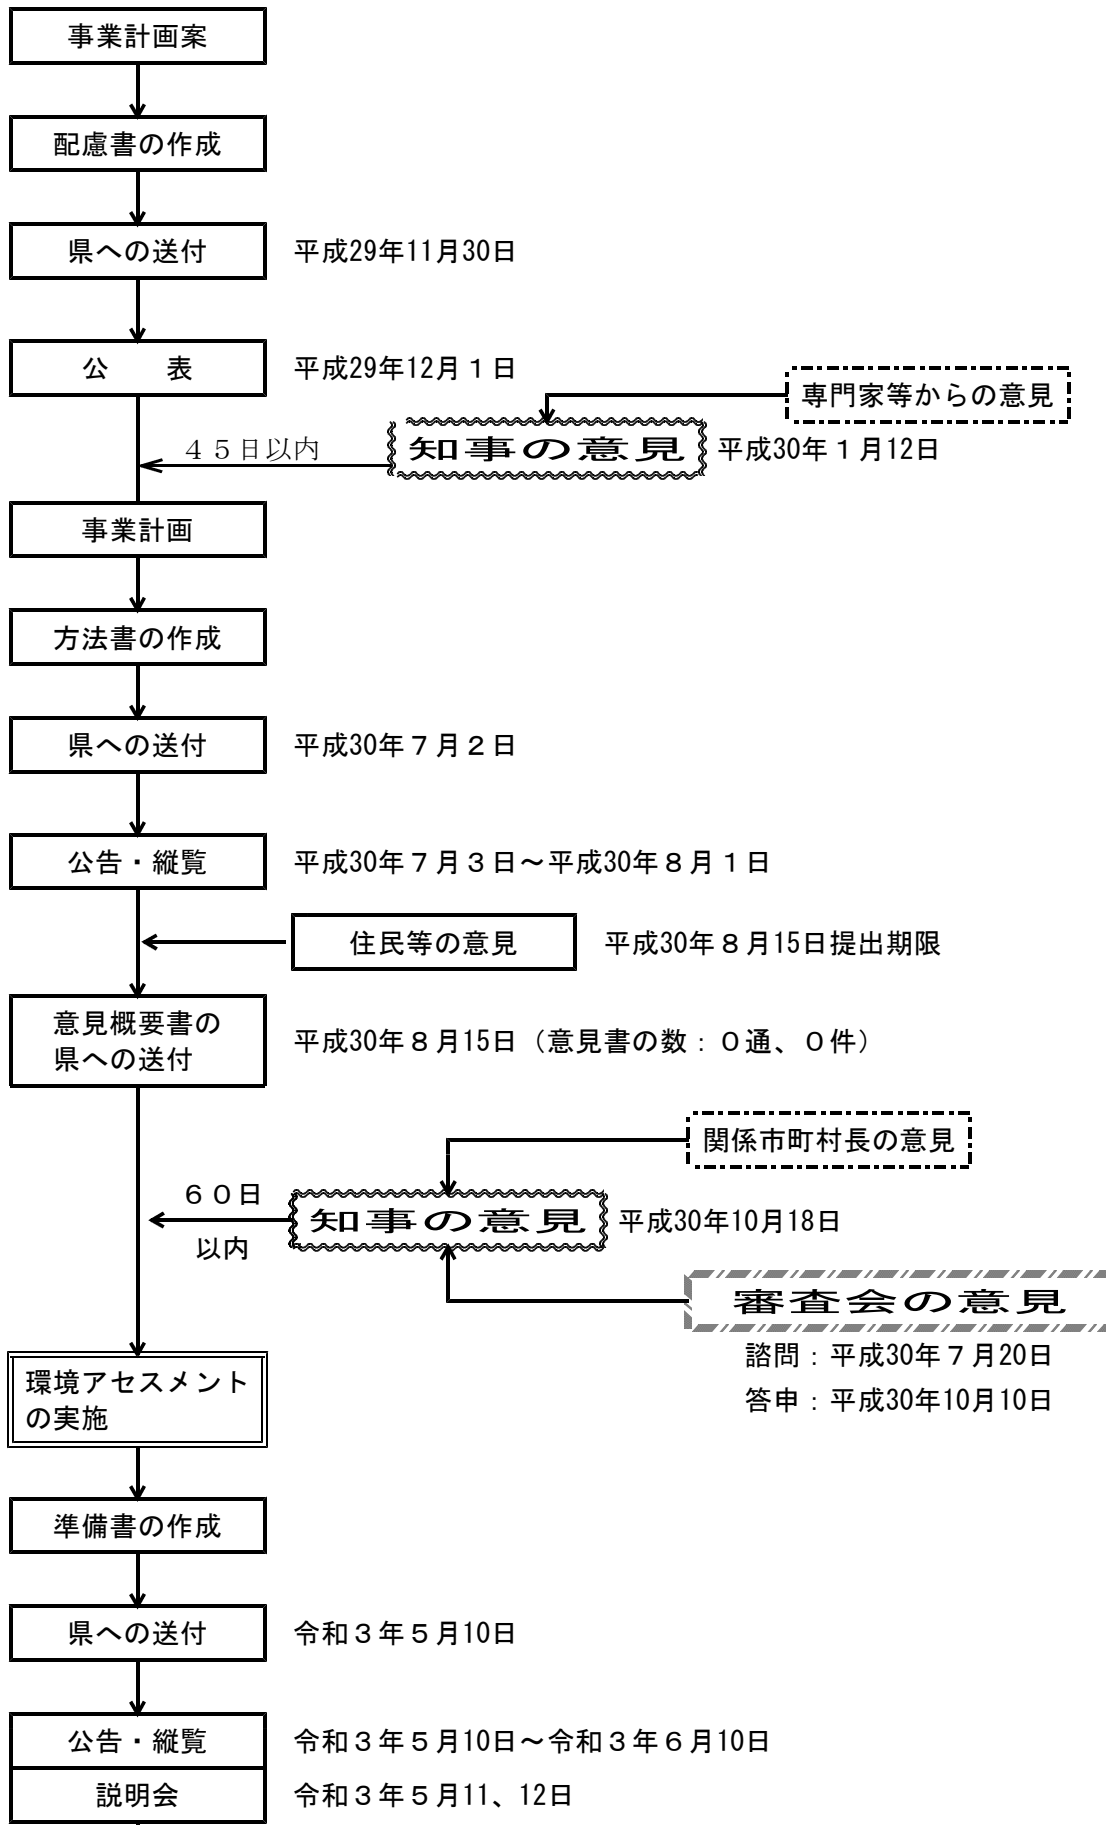 事業計画案
配慮書の作成
県への送付　平成29年11月30日
公　　表　平成29年12月１日
専門家等からの意見
４５日以内　知事の意見　平成30年１月12日
事業計画
方法書の作成
県への送付　平成30年７月２日
公告・縦覧　平成30年７月３日～平成30年８月１日
住民等の意見　平成30年８月15日提出期限
意見概要書の
県への送付　平成30年８月15日（意見書の数：０通、０件）
関係市町村長の意見
６０日
以内
知事の意見　平成30年10月18日
審査会の意見
諮問：平成30年７月20日
答申：平成30年10月10日
環境アセスメント
の実施
準備書の作成
県への送付　令和３年５月10日
公告・縦覧　令和３年５月10日～令和３年６月10日
説明会　令和３年５月11、12日